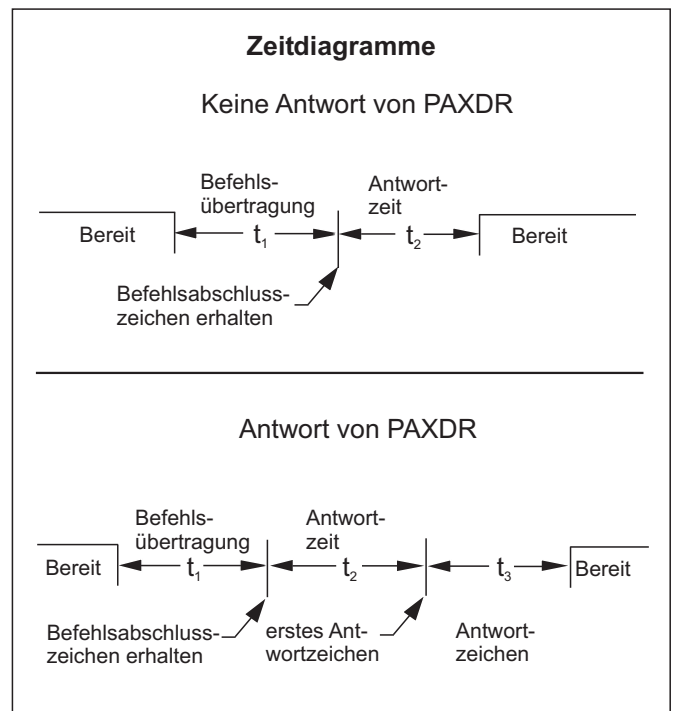 Zeitdiagramme
Keine Antwort von PAXDR
Befehls-
übertragung
Antwort-
zeit
Bereit
t₁
t₂
Bereit
Befehlsabschluss-
zeichen erhalten
Antwort von PAXDR
Befehls-
übertragung
Antwort-
zeit
Bereit
t₁
t₂
t₃
Bereit
Befehlsabschluss-
zeichen erhalten
erstes Ant-
wortzeichen
Antwort-
zeichen